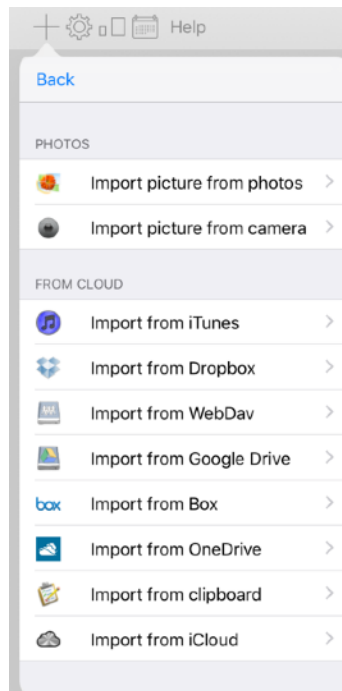 Help
Back
PHOTOS
Import picture from photos
Import picture from camera
FROM CLOUD
Import from iTunes
Import from Dropbox
Import from WebDav
Import from Google Drive
box Import from Box
Import from OneDrive
Import from clipboard
Import from iCloud